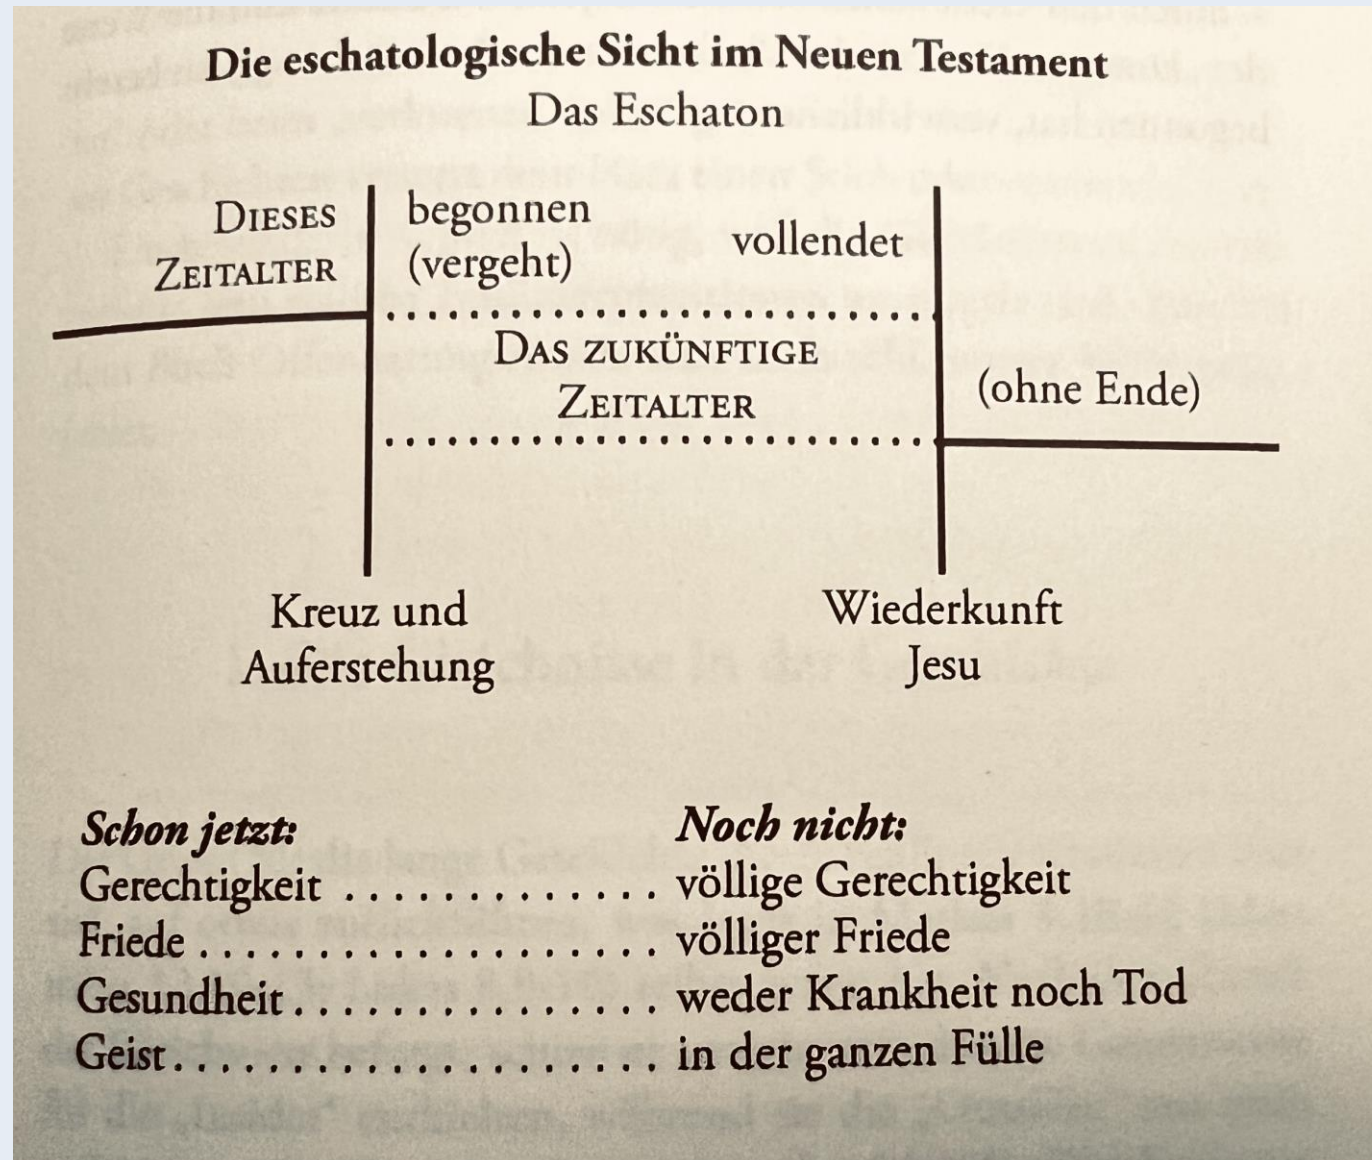 Die eschatologische Sicht im Neuen Testament
Das Eschaton
DIESES
ZEITALTER
begonnen
(vergeht)
vollendet
DAS ZUKÜNFTIGE
ZEITALTER
(ohne Ende)
Kreuz und
Auferstehung
Wiederkunft
Jesu
Schon jetzt:
Noch nicht:
Gerechtigkeit . . . . . . . . . . . . . völlige Gerechtigkeit
Friede . . . . . . . . . . . . . . . . . . . völliger Friede
Gesundheit . . . . . . . . . . . . . . . weder Krankheit noch Tod
Geist . . . . . . . . . . . . . . . . . . . . in der ganzen Fülle